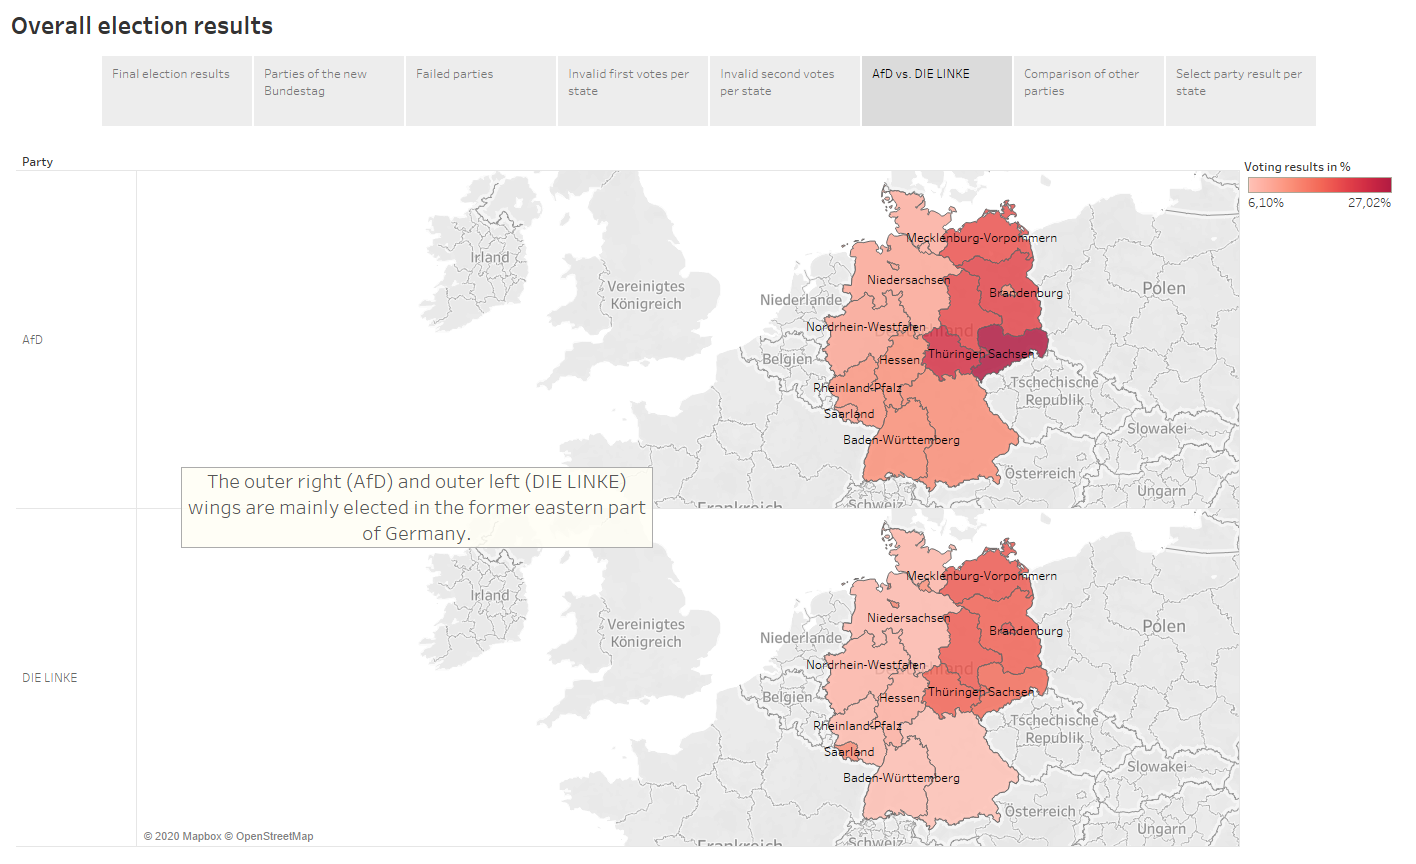 Overall election results
Final election results
Parties of the new
Bundestag
Failed parties
Invalid first votes per
state
Invalid second votes
per state
AfD vs. DIE LINKE
Comparison of other
parties
Select party result per
state
Party
Voting results in %
6,10%
27,02%
AfD
Irland
Vereinigtes
Königreich
Niederlande
Belgien
Mecklenburg-Vorpommern
Niedersachsen
Brandenburg
Polen
Nordrhein-Westfalen
Hessen
Thüringen
Sachsen
Rheinland-Pfalz
Saarland
Baden-Württemberg
Tschechische
Republik
Slowakei
Österreich
Ungarn
Schweiz
Frankreich
The outer right (AfD) and outer left (DIE LINKE)
wings are mainly elected in the former eastern part
of Germany.
DIE LINKE
Irland
Vereinigtes
Königreich
Niederlande
Belgien
Mecklenburg-Vorpommern
Niedersachsen
Brandenburg
Polen
Nordrhein-Westfalen
Hessen
Thüringen
Sachsen
Rheinland-Pfalz
Saarland
Baden-Württemberg
Tschechische
Republik
Slowakei
Österreich
Ungarn
Schweiz
Frankreich
© 2020 Mapbox © OpenStreetMap